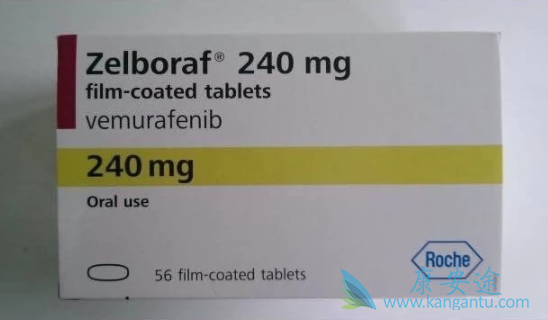 Zelboraf® 240 mg
film-coated tablets
vemurafenib
240 mg
Oral use
56 film-coated tablets
Roche
康安途
www.kangantu.com